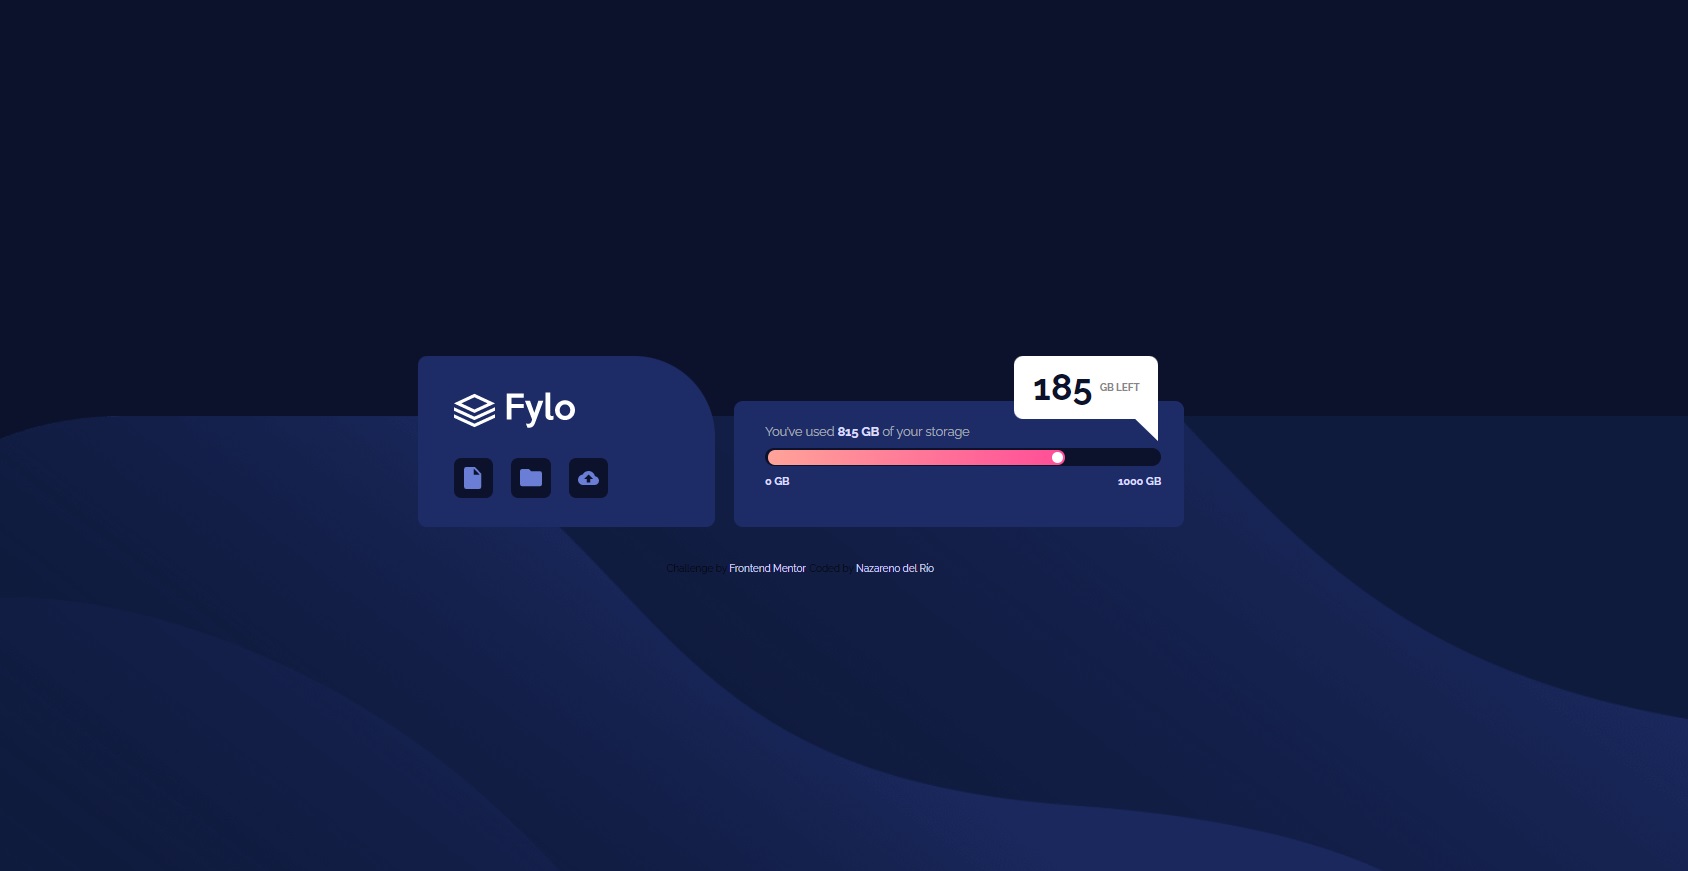 Fylo
185 GB LEFT
You've used 815 GB of your storage
0 GB 1000 GB
Challenge by Frontend Mentor. Coded by Nazareno del Río